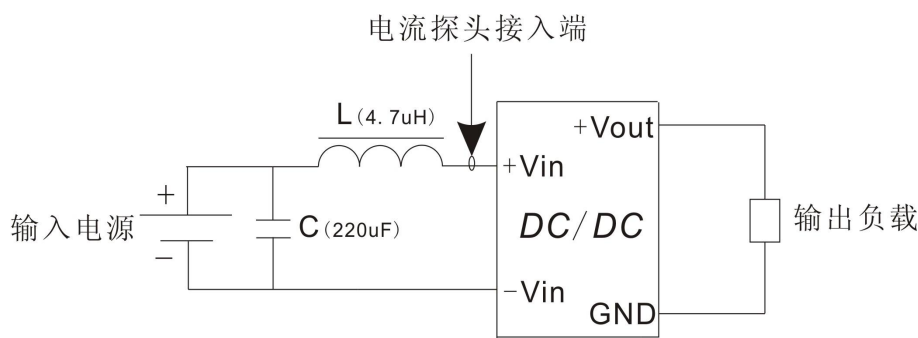 电流探头接入端
L(4.7uH)
+Vout
+Vin
+
输入电源
C(220uF)
DC/DC
输出负载
−
−Vin
GND